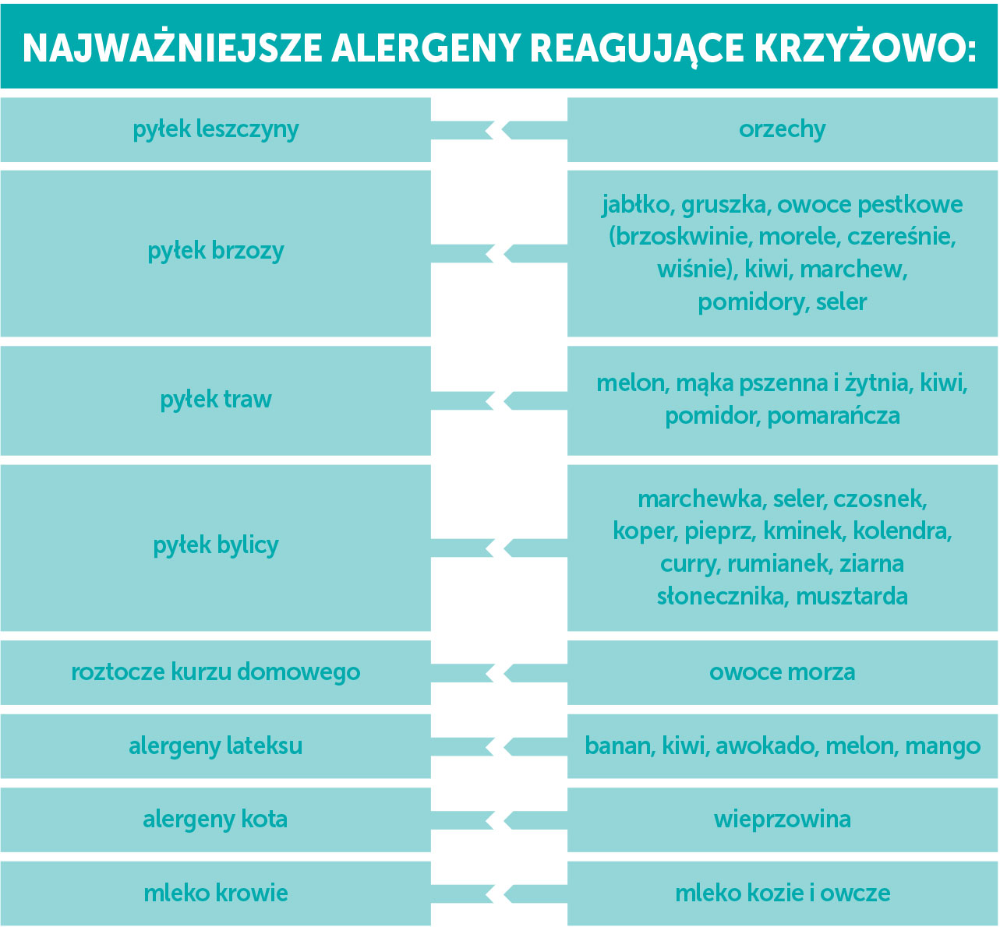 NAJWAŻNIEJSZE ALERGENY REAGUJĄCE KRZYŻOWO:
pyłek leszczyny
orzechy
pyłek brzozy
jabłko, gruszka, owoce pestkowe
(brzoskwinie, morele, czereśnie,
wiśnie), kiwi, marchew,
pomidory, seler
pyłek traw
melon, mąka pszenna i żytnia, kiwi,
pomidor, pomarańcza
pyłek bylicy
marchewka, seler, czosnek,
koper, pieprz, kminek, kolendra,
curry, rumianek, ziarna
słonecznika, musztarda
roztocze kurzu domowego
owoce morza
alergeny lateksu
banan, kiwi, awokado, melon, mango
alergeny kota
wieprzowina
mleko krowie
mleko kozie i owcze